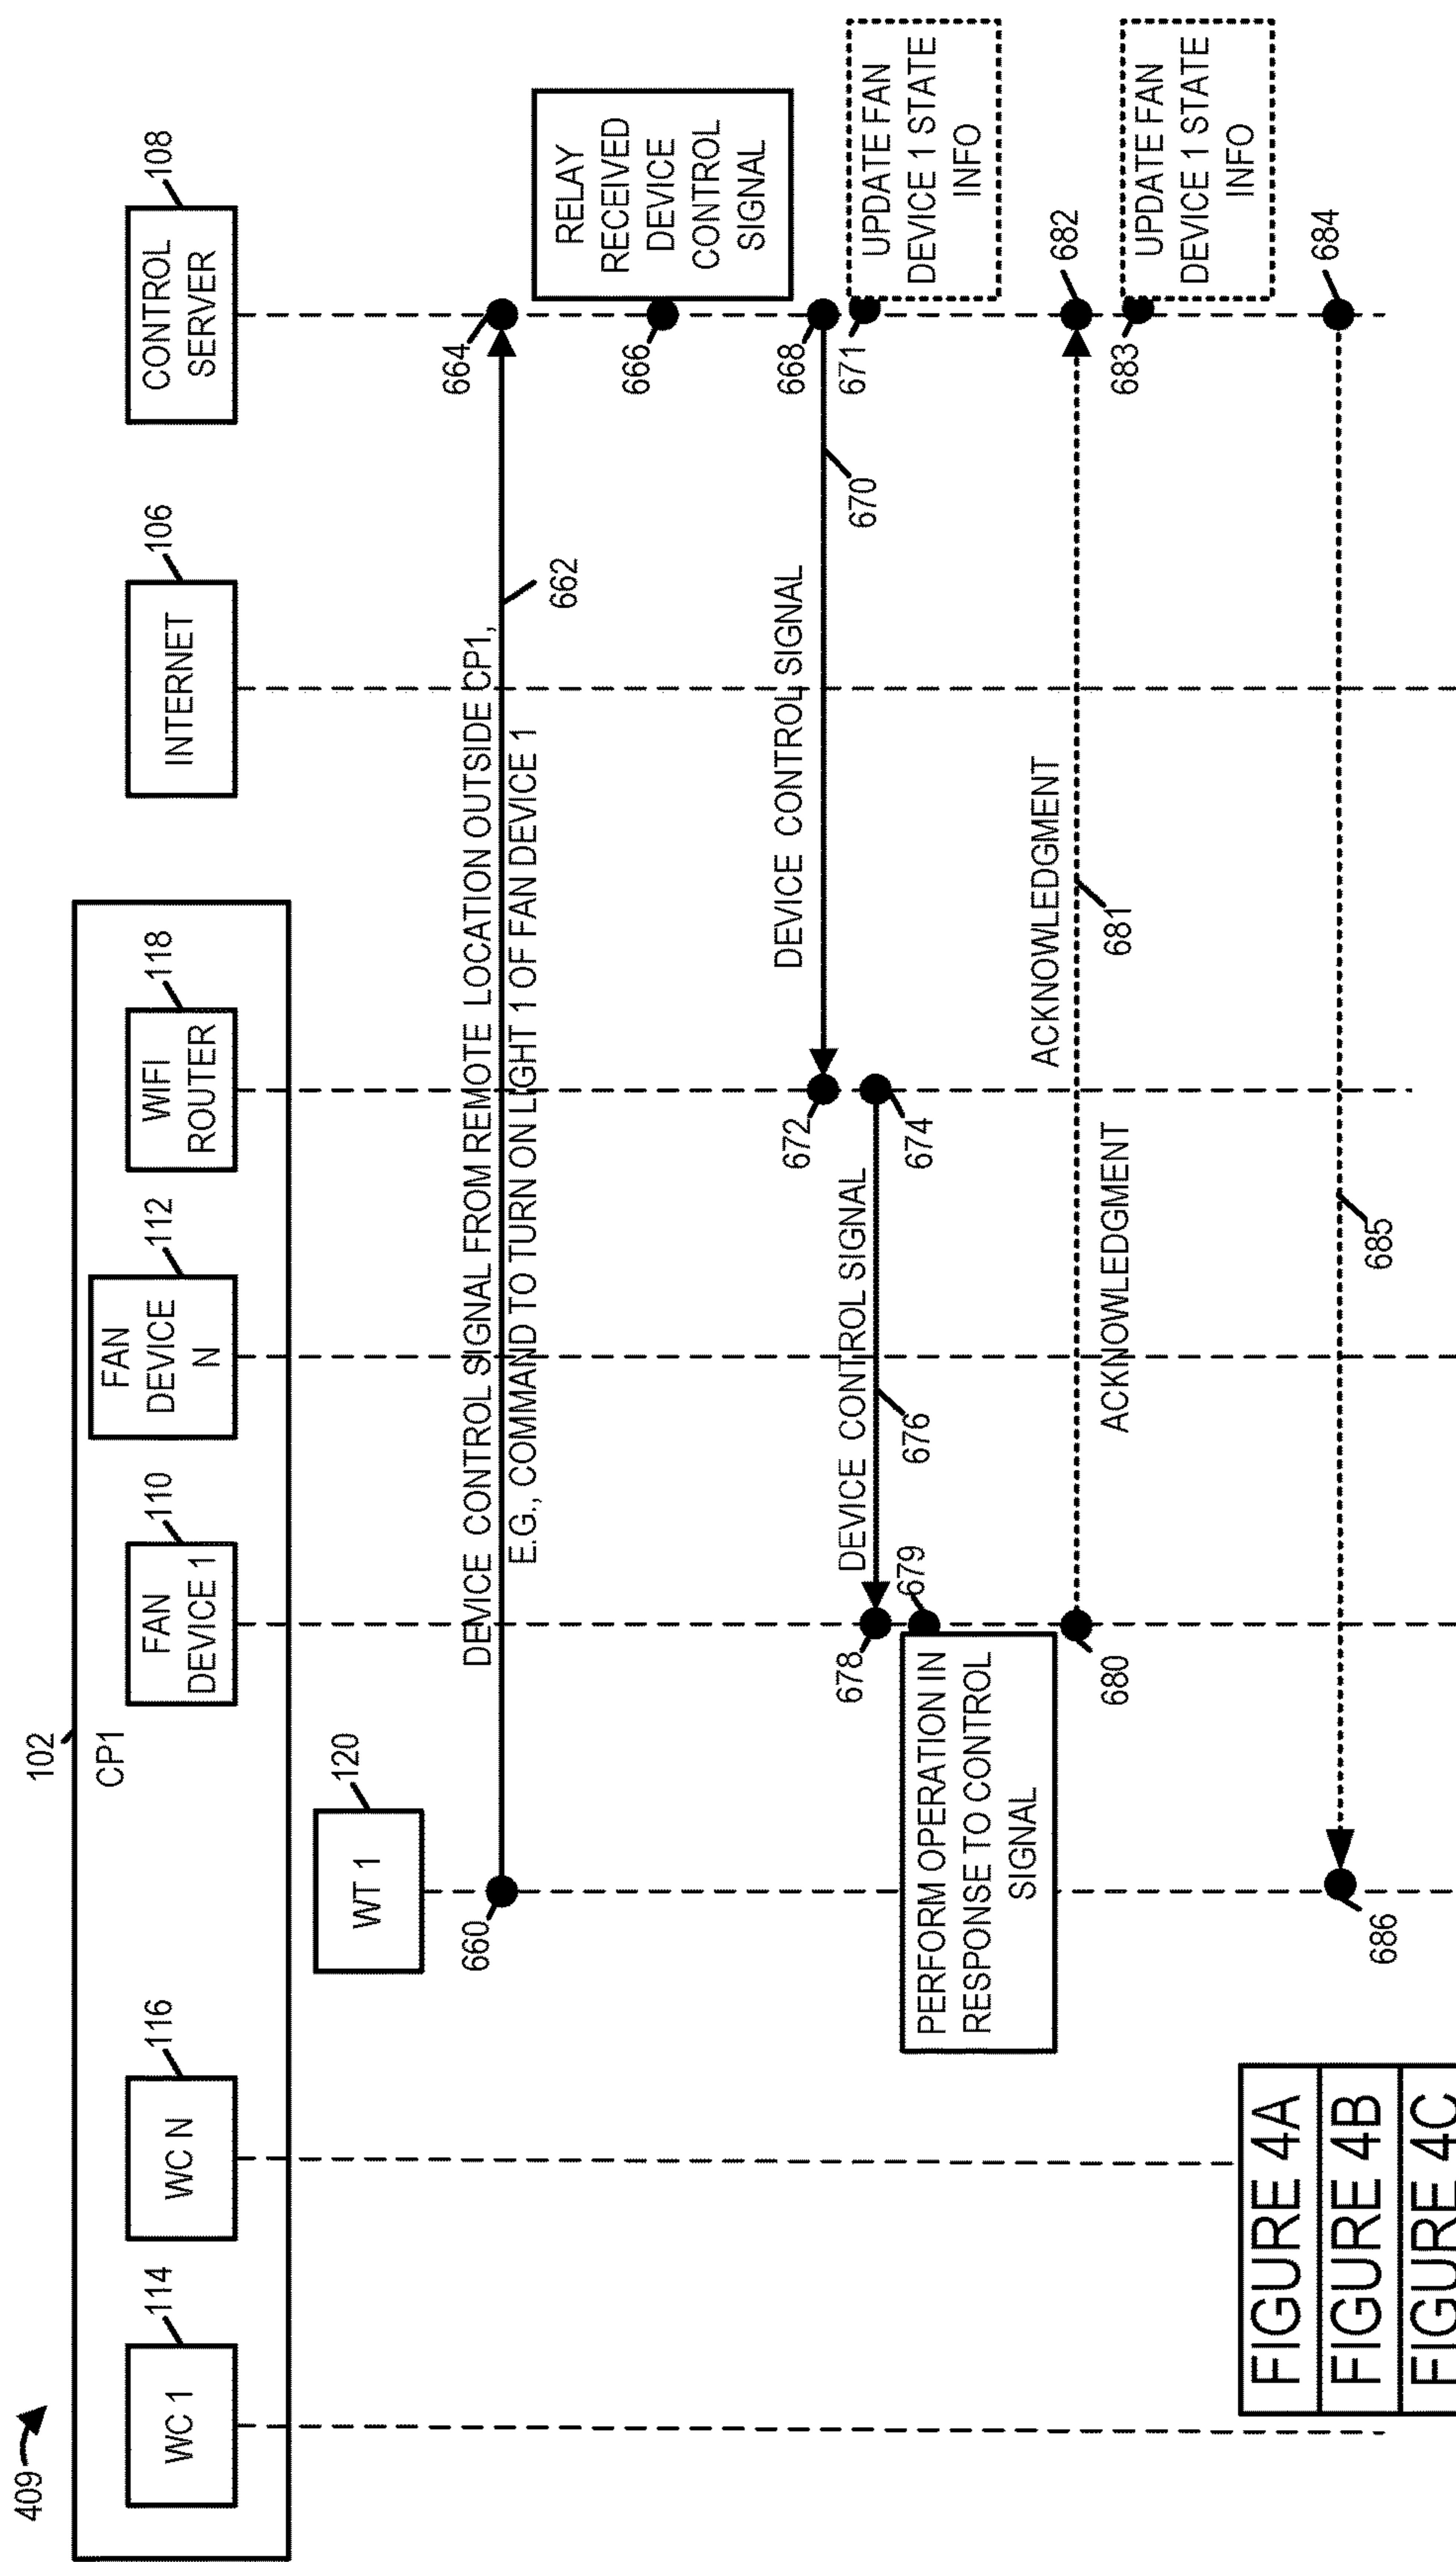 409
102
CP1
WC 1
114
WC N
116
WT 1
120
FAN
DEVICE 1
110
FAN
DEVICE
N
112
WIFI
ROUTER
118
INTERNET
106
CONTROL
SERVER
108
660
DEVICE CONTROL SIGNAL FROM REMOTE LOCATION OUTSIDE CP1,
E.G., COMMAND TO TURN ON LIGHT 1 OF FAN DEVICE 1
662
664
666
RELAY
RECEIVED
DEVICE
CONTROL
SIGNAL
668
DEVICE CONTROL SIGNAL
670
672
671
UPDATE FAN
DEVICE 1 STATE
INFO
674
DEVICE CONTROL SIGNAL
676
678
679
PERFORM OPERATION IN
RESPONSE TO CONTROL
SIGNAL
680
ACKNOWLEDGMENT
ACKNOWLEDGMENT
681
682
683
UPDATE FAN
DEVICE 1 STATE
INFO
684
685
686
FIGURE 4A
FIGURE 4B
FIGURE 4C